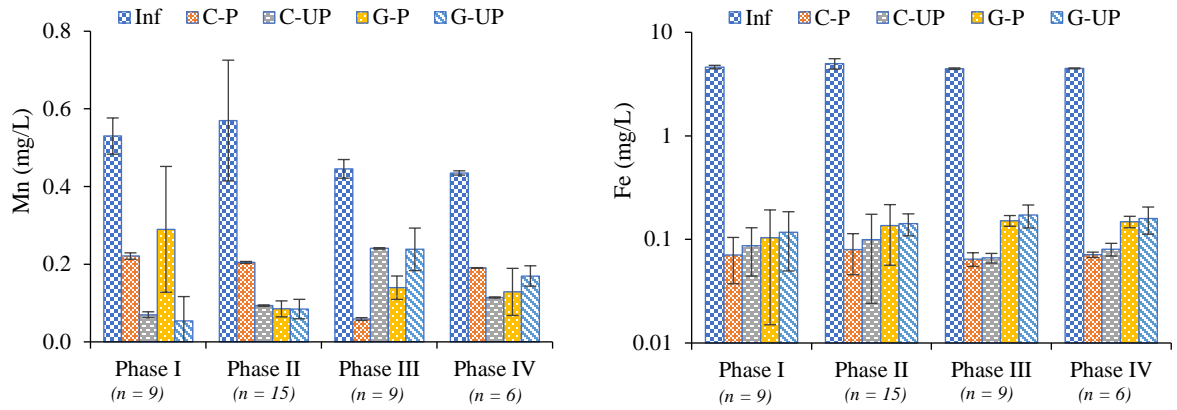 Inf C-P C-UP G-P G-UP
0.8
0.6
0.4
0.2
0.0
Mn (mg/L)
Phase I Phase II Phase III Phase IV
(n = 9) (n = 15) (n = 9) (n = 6)
Inf C-P C-UP G-P G-UP
10
1
0.1
0.01
Fe (mg/L)
Phase I Phase II Phase III Phase IV
(n = 9) (n = 15) (n = 9) (n = 6)